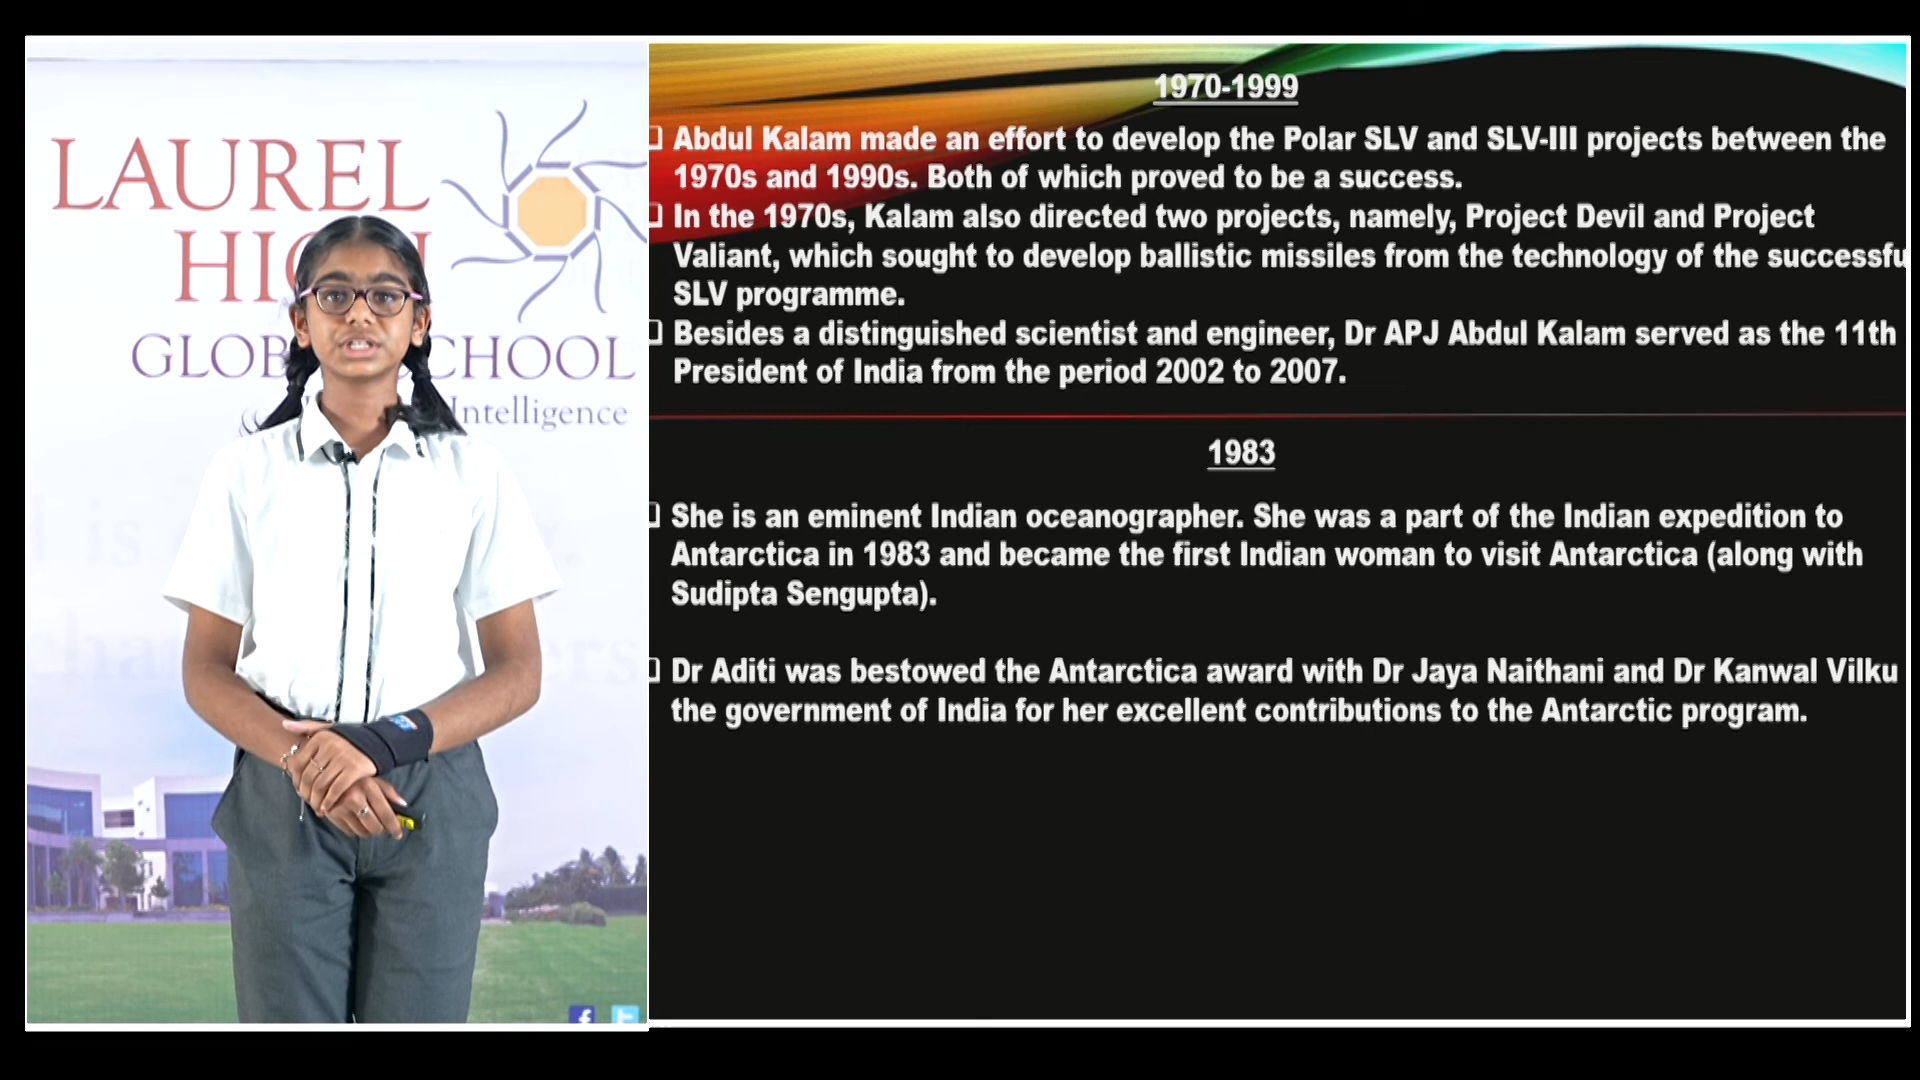 LAUREL
HIGH
GLOBAL SCHOOL
Intelligence
1970-1999
Abdul Kalam made an effort to develop the Polar SLV and SLV-III projects between the
1970s and 1990s. Both of which proved to be a success.
In the 1970s, Kalam also directed two projects, namely, Project Devil and Project
Valiant, which sought to develop ballistic missiles from the technology of the successfu
SLV programme.
Besides a distinguished scientist and engineer, Dr APJ Abdul Kalam served as the 11th
President of India from the period 2002 to 2007.
1983
She is an eminent Indian oceanographer. She was a part of the Indian expedition to
Antarctica in 1983 and became the first Indian woman to visit Antarctica (along with
Sudipta Sengupta).
Dr Aditi was bestowed the Antarctica award with Dr Jaya Naithani and Dr Kanwal Vilku
the government of India for her excellent contributions to the Antarctic program.